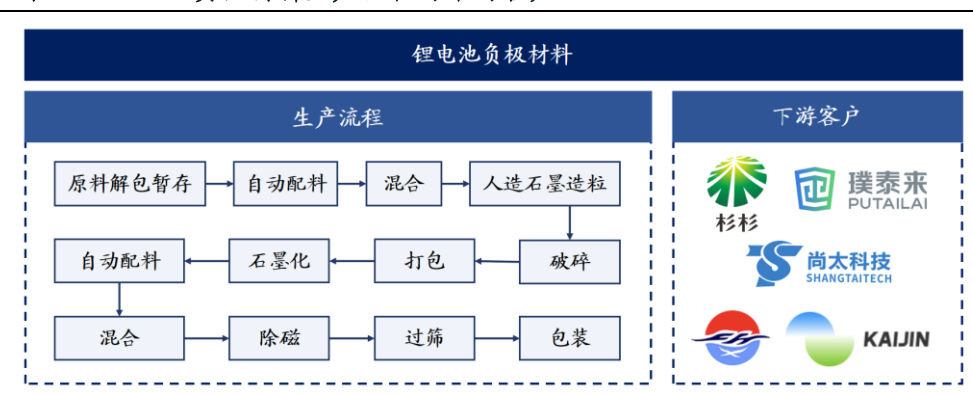 锂电池负极材料
生产流程
原料解包暂存
自动配料
混合
人造石墨造粒
破碎
打包
石墨化
自动配料
混合
除磁
过筛
包装
下游客户
杉杉
璞泰来
PUTAILAI
尚太科技
SHANGTAITECH
KAIJIN